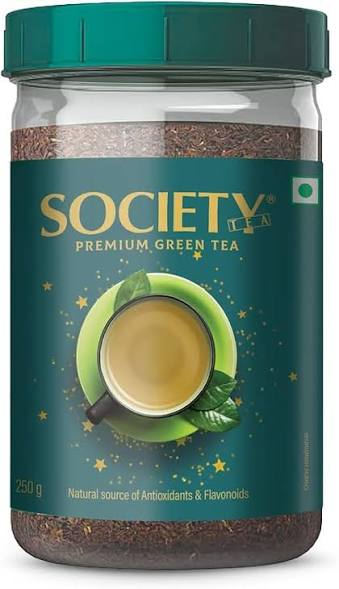 SOCIETY®
TEA
PREMIUM GREEN TEA
250 g
Natural source of Antioxidants & Flavonoids